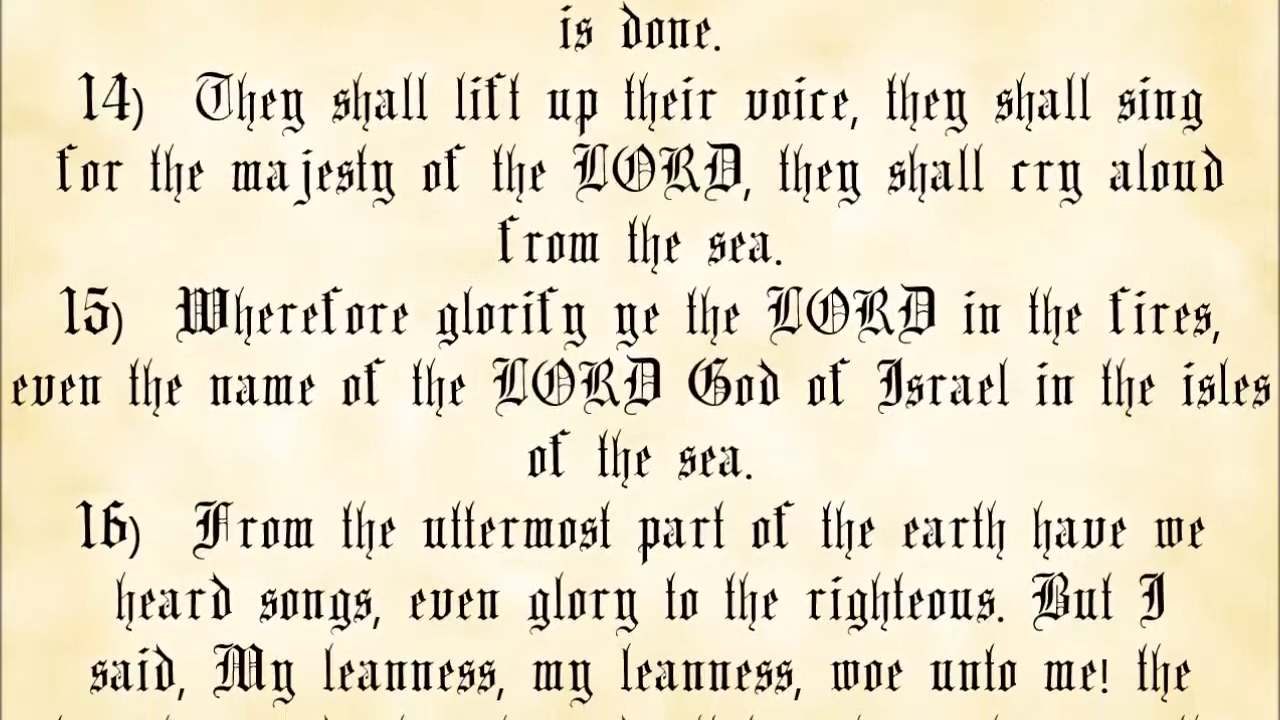 is done.
14) They shall lift up their voice, they shall sing
for the majesty of the LORD, they shall cry aloud
from the sea.
15) Wherefore glorify ye the LORD in the fires,
even the name of the LORD God of Israel in the isles
of the sea.
16) From the uttermost part of the earth have we
heard songs, even glory to the righteous. But I
said, My leanness, my leanness, woe unto me! the